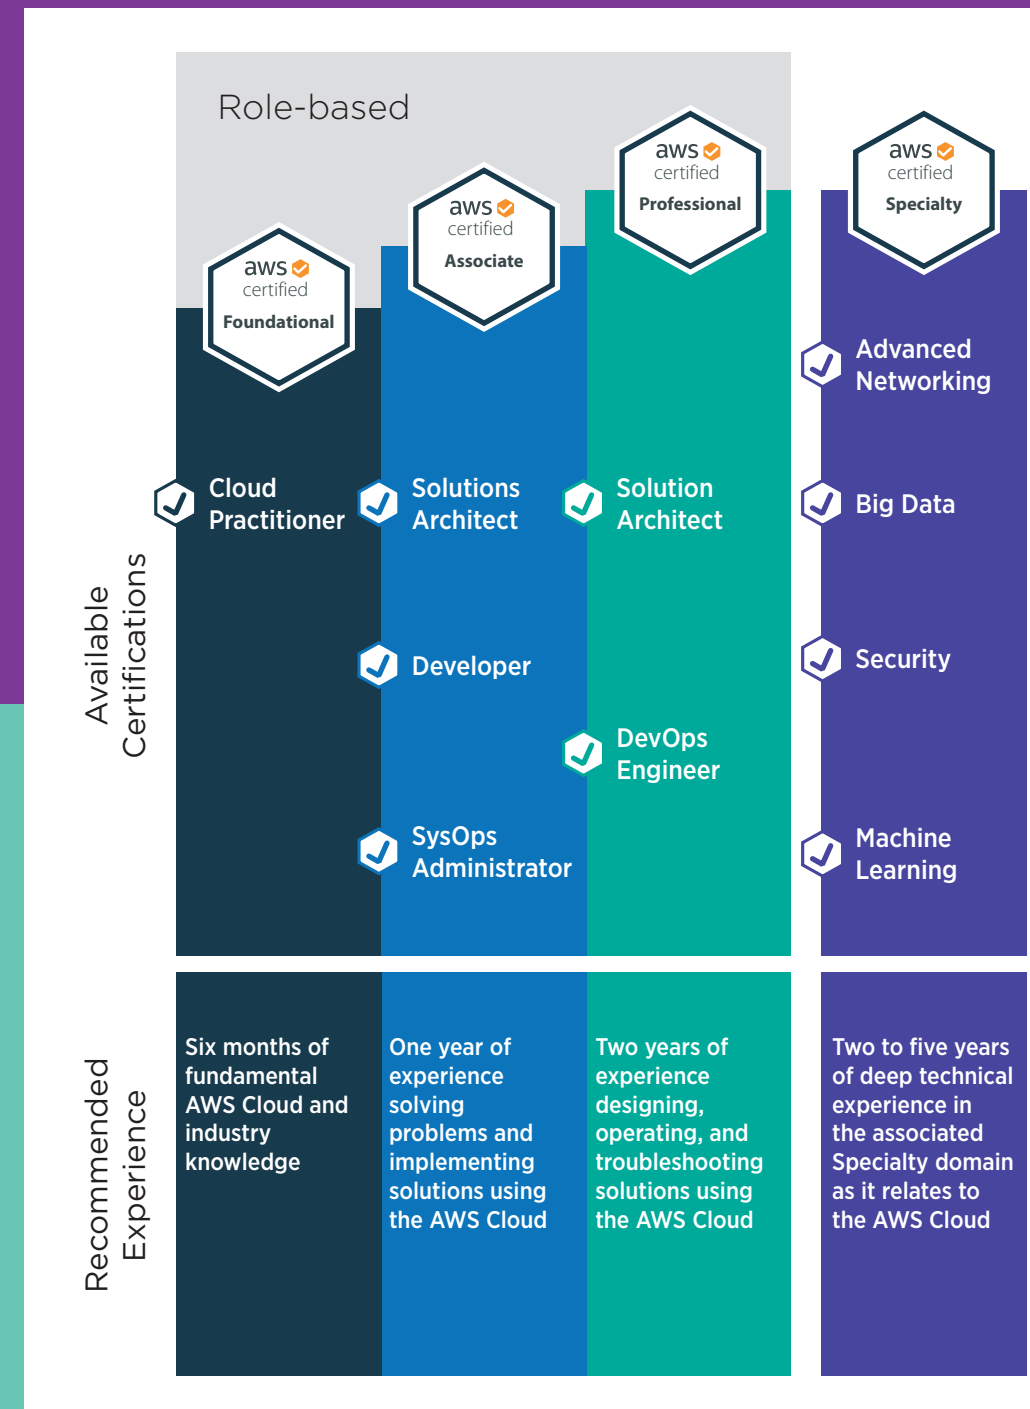 Role-based
aws
certified
Foundational
aws
certified
Associate
aws
certified
Professional
aws
certified
Specialty
Available
Certifications
Cloud
Practitioner
Solutions
Architect
Developer
SysOps
Administrator
Solution
Architect
DevOps
Engineer
Advanced
Networking
Big Data
Security
Machine
Learning
Recommended
Experience
Six months of
fundamental
AWS Cloud and
industry
knowledge
One year of
experience
solving
problems and
implementing
solutions using
the AWS Cloud
Two years of
experience
designing,
operating, and
troubleshooting
solutions using
the AWS Cloud
Two to five years
of deep technical
experience in
the associated
Specialty domain
as it relates to
the AWS Cloud